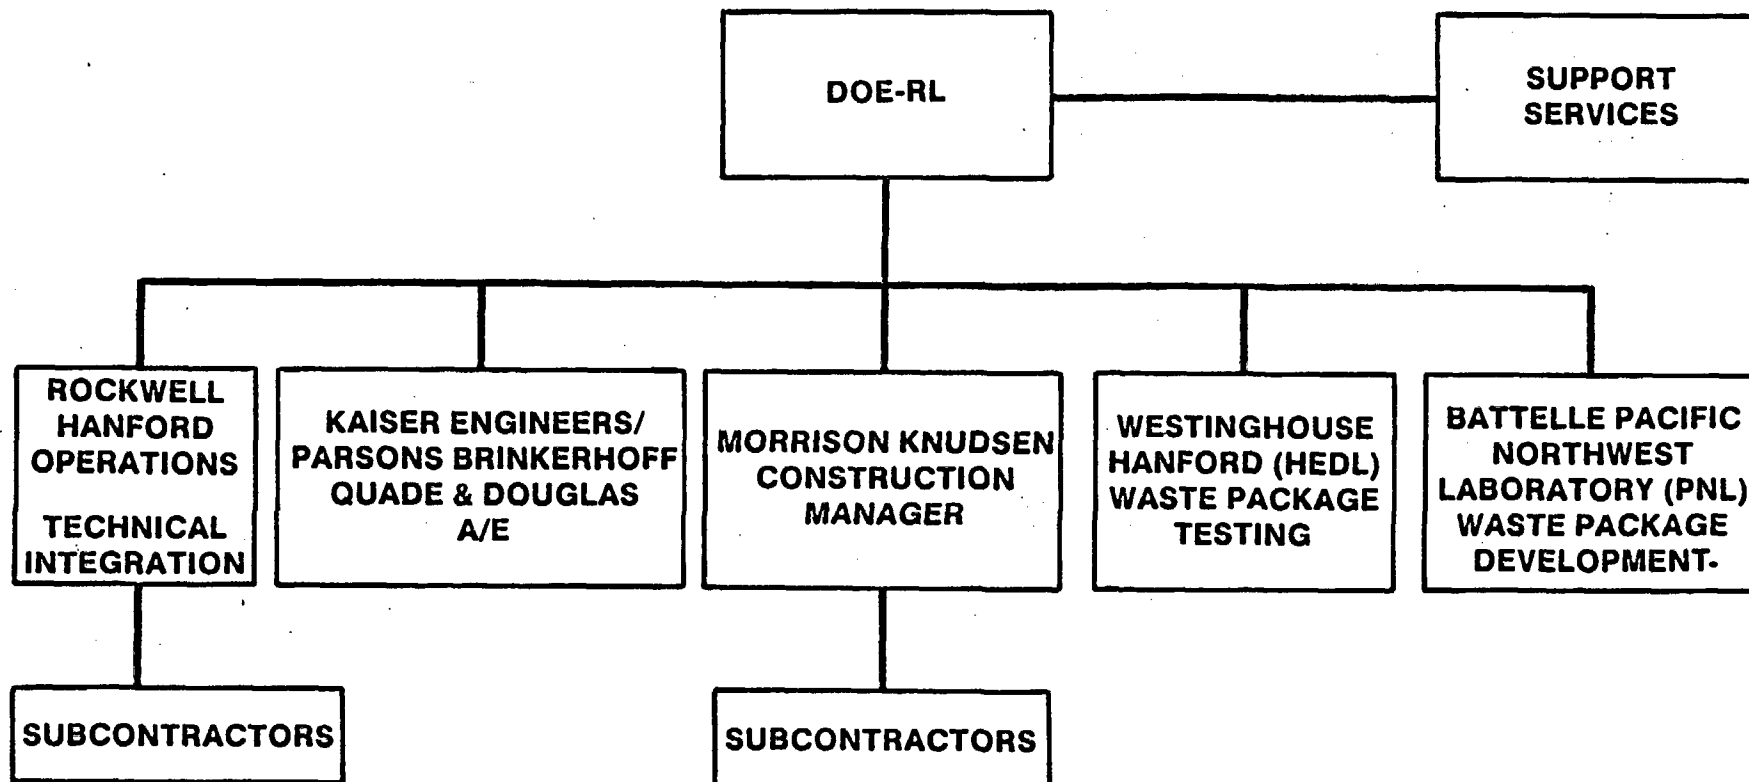 DOE-RL
SUPPORT
SERVICES
ROCKWELL
HANFORD
OPERATIONS
TECHNICAL
INTEGRATION
KAISER ENGINEERS/
PARSONS BRINKERHOFF
QUADE & DOUGLAS
A/E
MORRISON KNUDSEN
CONSTRUCTION
MANAGER
WESTINGHOUSE
HANFORD (HEDL)
WASTE PACKAGE
TESTING
BATTELLE PACIFIC
NORTHWEST
LABORATORY (PNL)
WASTE PACKAGE
DEVELOPMENT-
SUBCONTRACTORS
SUBCONTRACTORS